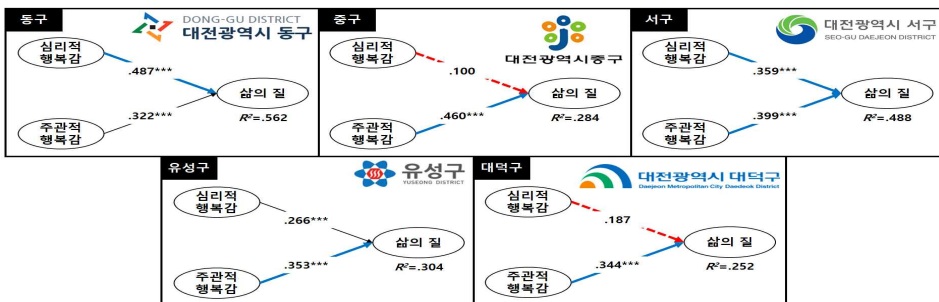 동구
DONG-GU DISTRICT
대전광역시 동구
심리적
행복감
.487***
삶의 질
R²=.562
.322***
주관적
행복감
중구
대전광역시중구
심리적
행복감
.100
삶의 질
R²=.284
.460***
주관적
행복감
서구
대전광역시 서구
SEO-GU DAEJEON DISTRICT
심리적
행복감
.359***
삶의 질
R²=.488
.399***
주관적
행복감
유성구
유성구
YUSEONG DISTRICT
심리적
행복감
.266***
삶의 질
R²=.304
.353***
주관적
행복감
대덕구
대전광역시 대덕구
Daejeon Metropolitan City Daedeok District
심리적
행복감
.187
삶의 질
R²=.252
.344***
주관적
행복감